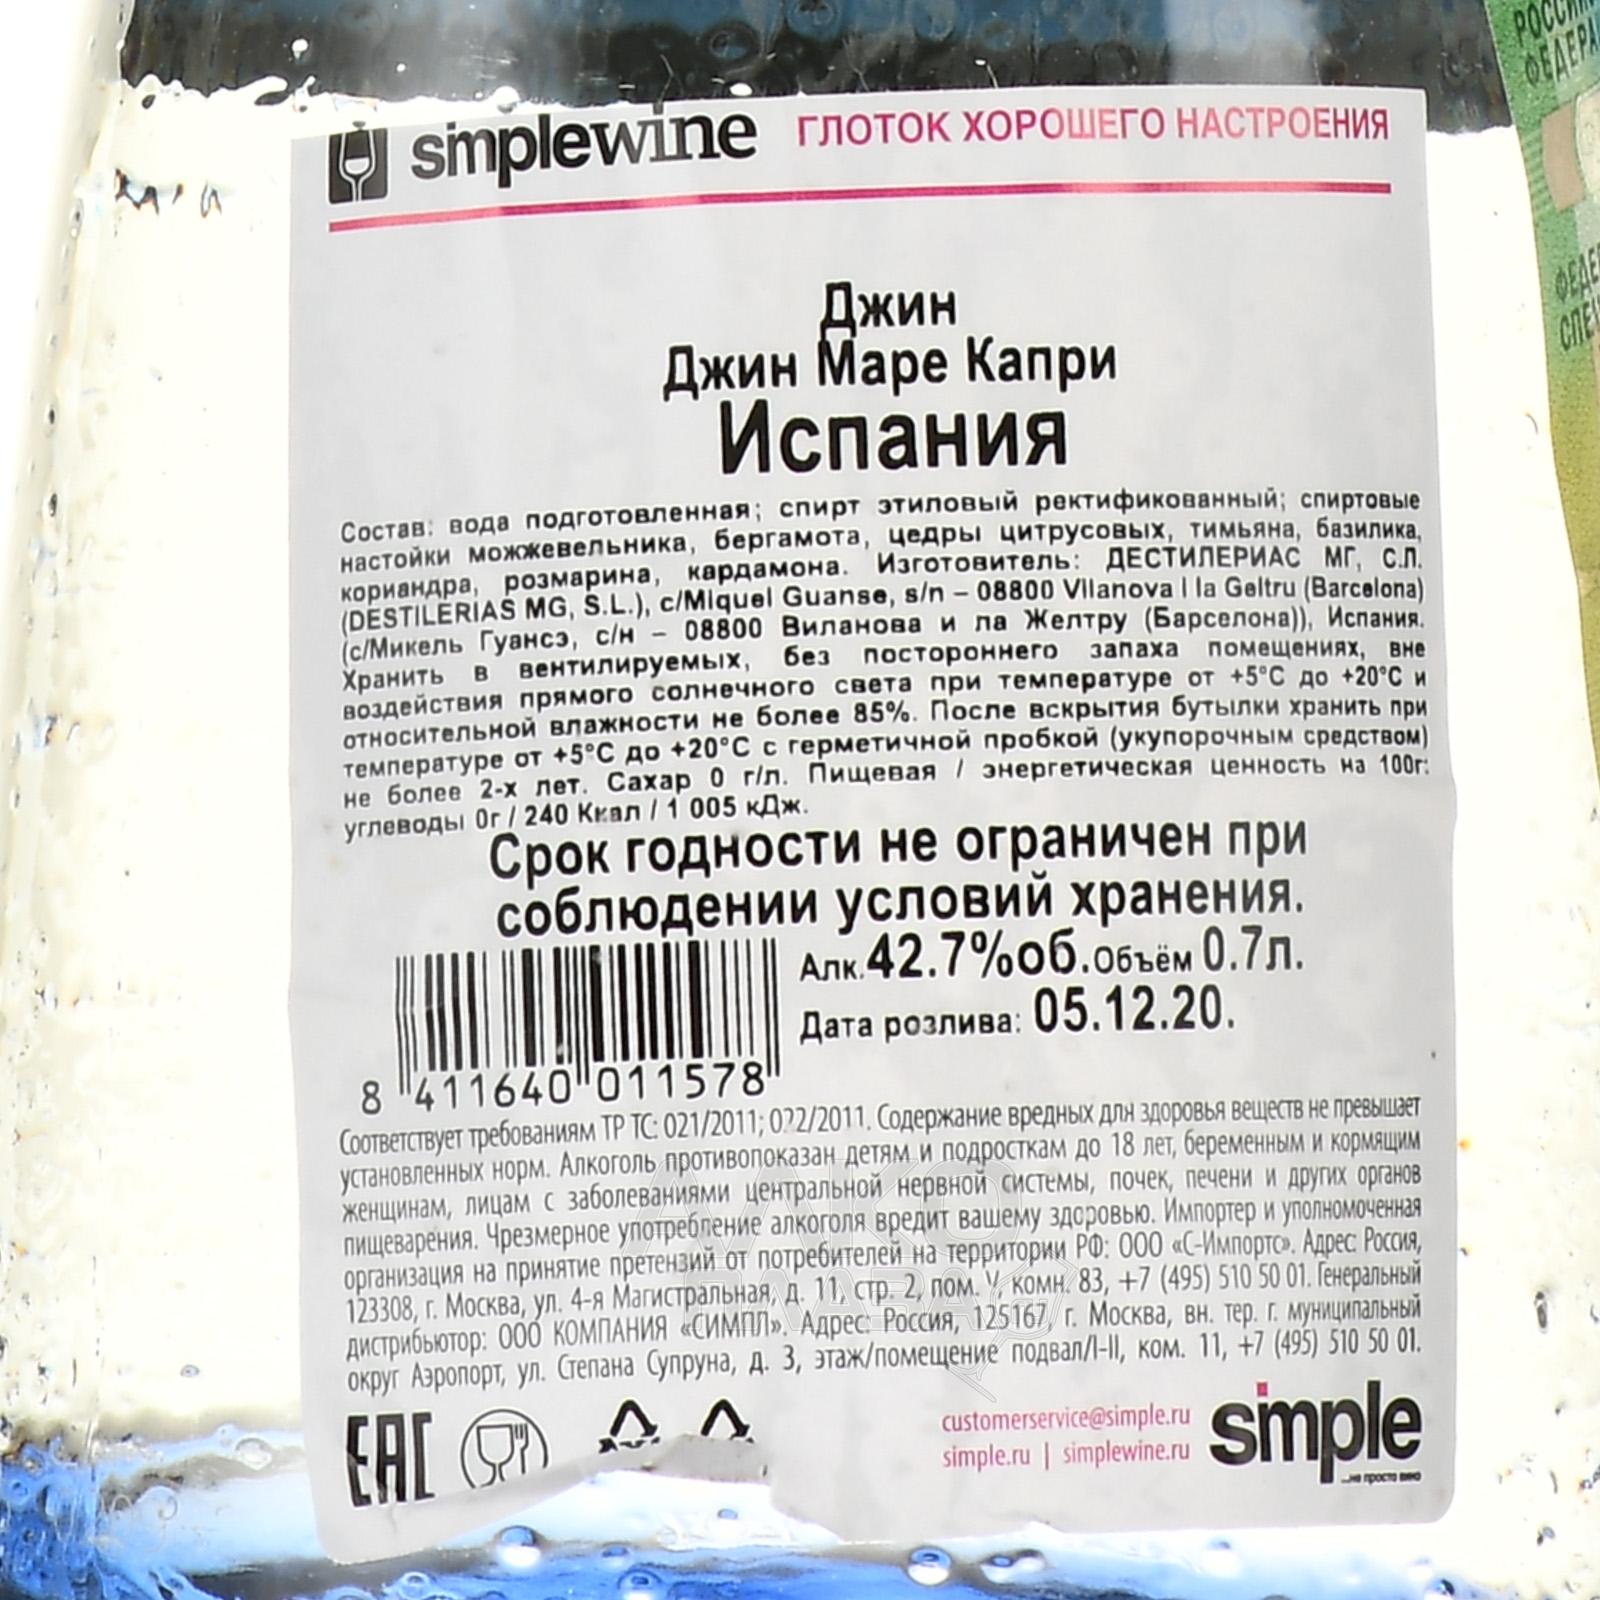 simplewine ГЛОТОК ХОРОШЕГО НАСТРОЕНИЯ
Джин
Джин Маре Капри
Испания
Состав: вода подготовленная; спирт этиловый ректификованный; спиртовые
настойки можжевельника, бергамота, цедры цитрусовых, тимьяна, базилика,
кориандра, розмарина, кардамона. Изготовитель: ДЕСТИЛЕРИАС МГ, С.Л.
(DESTILERIAS MG, S.L.), c/Miquel Guanse, s/n – 08800 Vilanova I la Geltru (Barcelona)
(с/Микель Гуансэ, с/н – 08800 Виланова и ла Желтру (Барселона)), Испания.
Хранить в вентилируемых, без постороннего запаха помещениях, вне
воздействия прямого солнечного света при температуре от +5°С до +20°С и
относительной влажности не более 85%. После вскрытия бутылки хранить при
температуре от +5°С до +20°С с герметичной пробкой (укупорочным средством)
не более 2-х лет. Сахар 0 г/л. Пищевая / энергетическая ценность на 100г:
углеводы 0г / 240 Ккал / 1 005 кДж.
Срок годности не ограничен при
соблюдении условий хранения.
Алк.42.7%об.Объём 0.7л.
Дата розлива: 05.12.20.
8 411640 011578
Соответствует требованиям ТР ТС: 021/2011; 022/2011. Содержание вредных для здоровья веществ не превышает
установленных норм. Алкоголь противопоказан детям и подросткам до 18 лет, беременным и кормящим
женщинам, лицам с заболеваниями центральной нервной системы, почек, печени и других органов
пищеварения. Чрезмерное употребление алкоголя вредит вашему здоровью. Импортер и уполномоченная
организация на принятие претензий от потребителей на территории РФ: ООО «С-Импортс». Адрес: Россия,
123308, г. Москва, ул. 4-я Магистральная, д. 11, стр. 2, пом. V, комн. 83, +7 (495) 510 50 01. Генеральный
дистрибьютор: ООО КОМПАНИЯ «СИМПЛ». Адрес: Россия, 125167, г. Москва, вн. тер. г. муниципальный
округ Аэропорт, ул. Степана Супруна, д. 3, этаж/помещение подвал/I-II, ком. 11, +7 (495) 510 50 01.
EAC
customerservice@simple.ru
simple.ru | simplewine.ru
simple
...не просто вино
АЛКО
ПЛАЗА